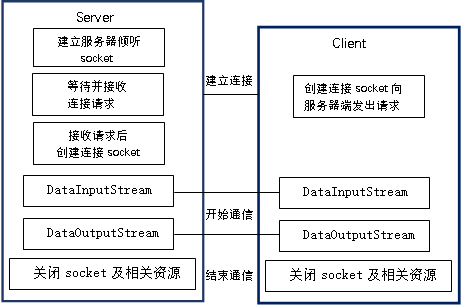 Server
建立服务器倾听
socket
等待并接收
连接请求
接收请求后
创建连接 socket
DataInputStream
DataOutputStream
关闭 socket 及相关资源
建立连接
开始通信
结束通信
Client
创建连接 socket 向
服务器端发出请求
DataInputStream
DataOutputStream
关闭 socket 及相关资源